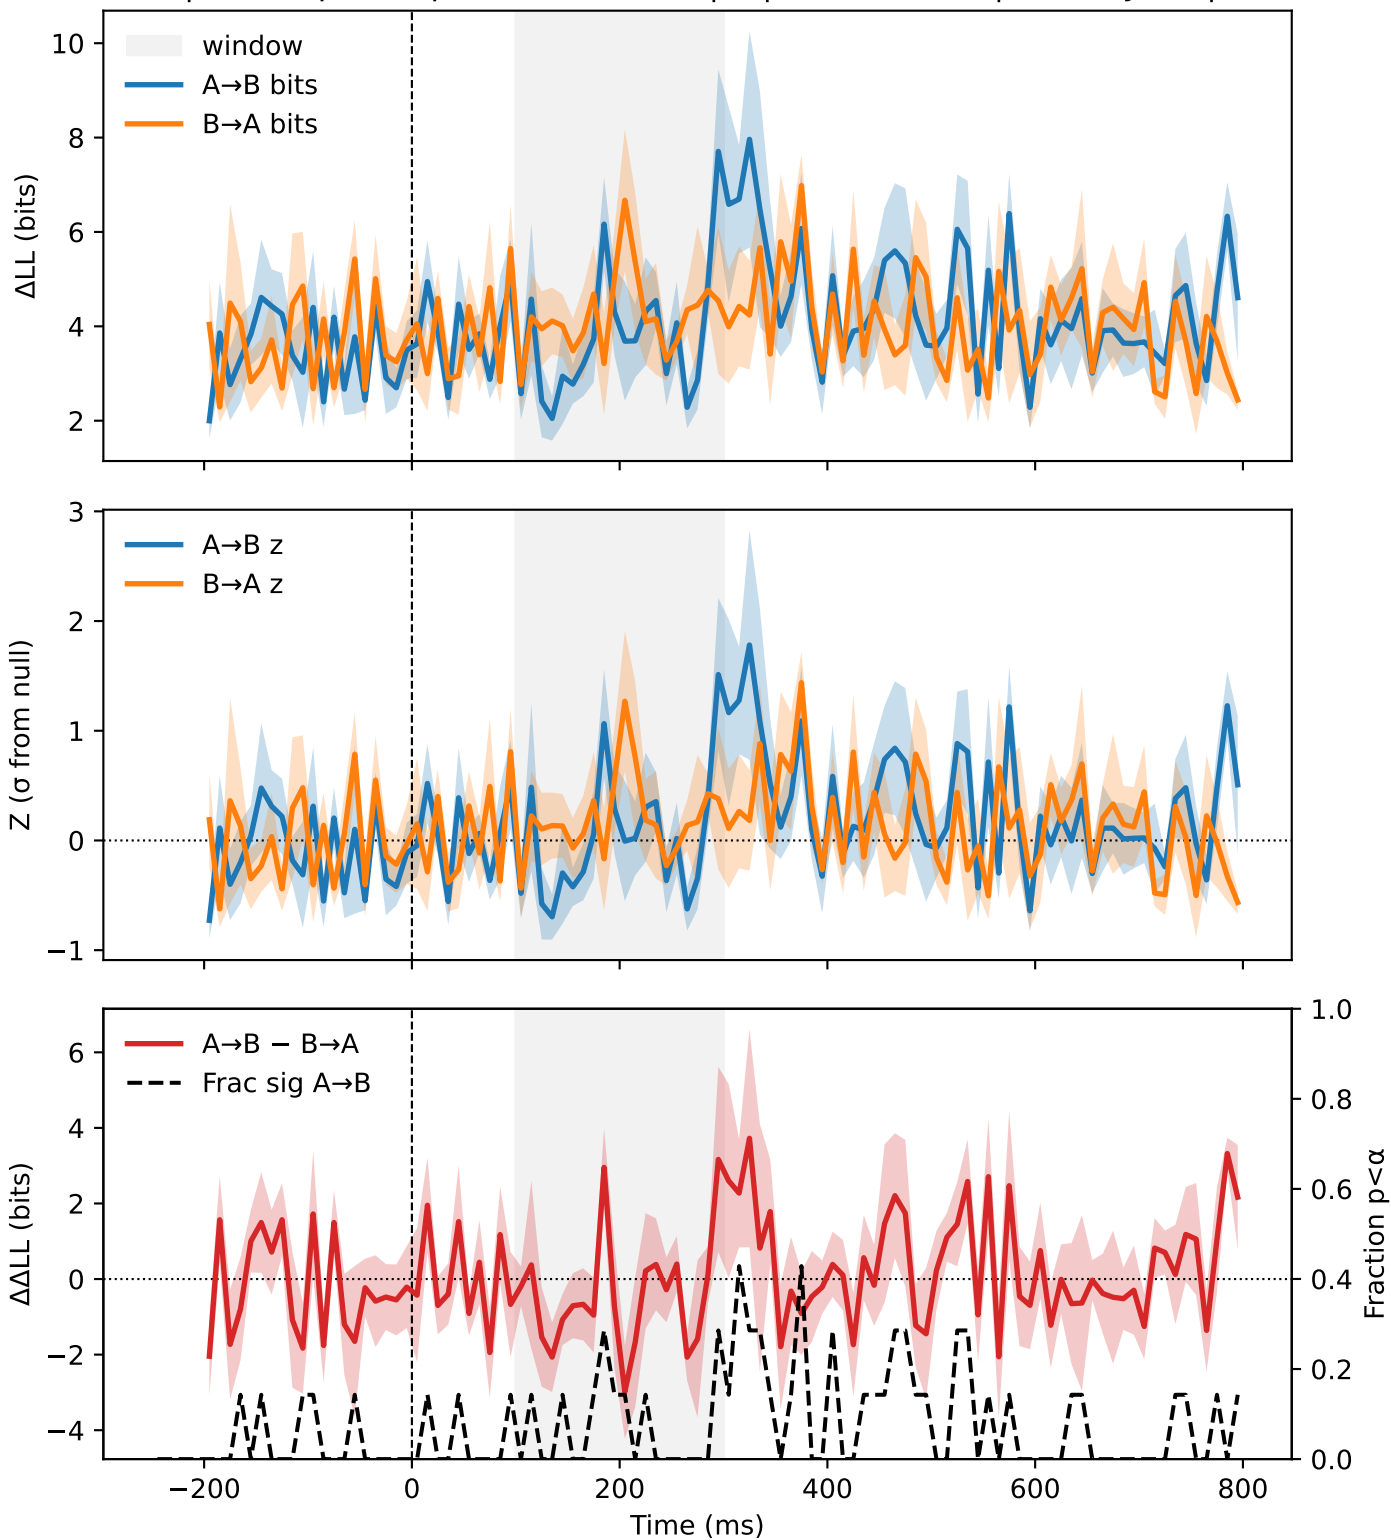 10
8
6
4
2
ΔLL (bits)
window
A→B bits
B→A bits
3
2
1
0
−1
Z (σ from null)
A→B z
B→A z
6
4
2
0
−2
−4
ΔΔLL (bits)
A→B − B→A
Frac sig A→B
1.0
0.8
0.6
0.4
0.2
0.0
Fraction p<α
−200 0 200 400 600 800
Time (ms)